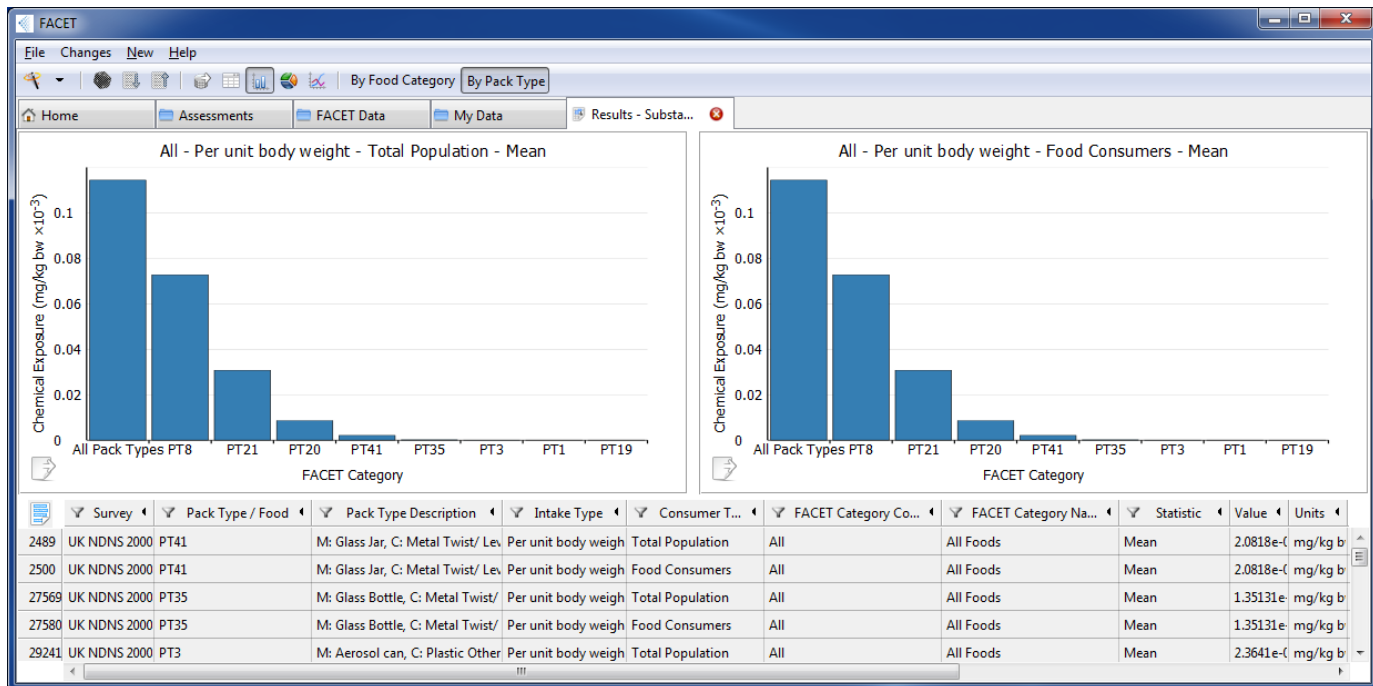 FACET
File Changes New Help
By Food Category By Pack Type
Home Assessments FACET Data My Data Results - Substa...
All - Per unit body weight - Total Population - Mean
Chemical Exposure (mg/kg bw ×10-3)
0.1
0.08
0.06
0.04
0.02
0
All Pack Types PT8 PT21 PT20 PT41 PT35 PT3 PT1 PT19
FACET Category
All - Per unit body weight - Food Consumers - Mean
Chemical Exposure (mg/kg bw ×10-3)
0.1
0.08
0.06
0.04
0.02
0
All Pack Types PT8 PT21 PT20 PT41 PT35 PT3 PT1 PT19
FACET Category
Survey Pack Type / Food Pack Type Description Intake Type Consumer T... FACET Category Co... FACET Category Na... Statistic Value Units
2489 UK NDNS 2000 PT41 M: Glass Jar, C: Metal Twist/ Lev Per unit body weigh Total Population All All Foods Mean 2.0818e-( mg/kg b
2500 UK NDNS 2000 PT41 M: Glass Jar, C: Metal Twist/ Lev Per unit body weigh Food Consumers All All Foods Mean 2.0818e-( mg/kg b
27569 UK NDNS 2000 PT35 M: Glass Bottle, C: Metal Twist/ Per unit body weigh Total Population All All Foods Mean 1.35131e- mg/kg b
27580 UK NDNS 2000 PT35 M: Glass Bottle, C: Metal Twist/ Per unit body weigh Food Consumers All All Foods Mean 1.35131e- mg/kg b
29241 UK NDNS 2000 PT3 M: Aerosol can, C: Plastic Other Per unit body weigh Total Population All All Foods Mean 2.3641e-( mg/kg b